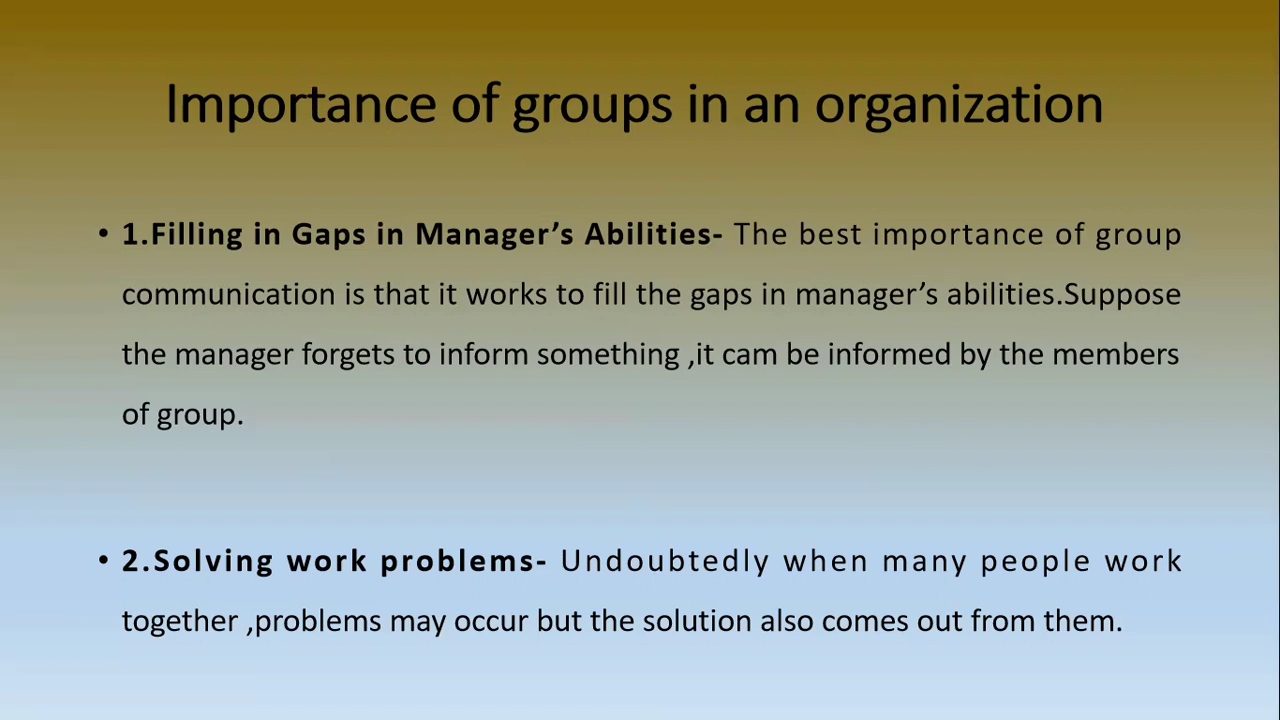 Importance of groups in an organization
• 1.Filling in Gaps in Manager’s Abilities- The best importance of group
communication is that it works to fill the gaps in manager’s abilities.Suppose
the manager forgets to inform something ,it cam be informed by the members
of group.
• 2.Solving work problems- Undoubtedly when many people work
together ,problems may occur but the solution also comes out from them.